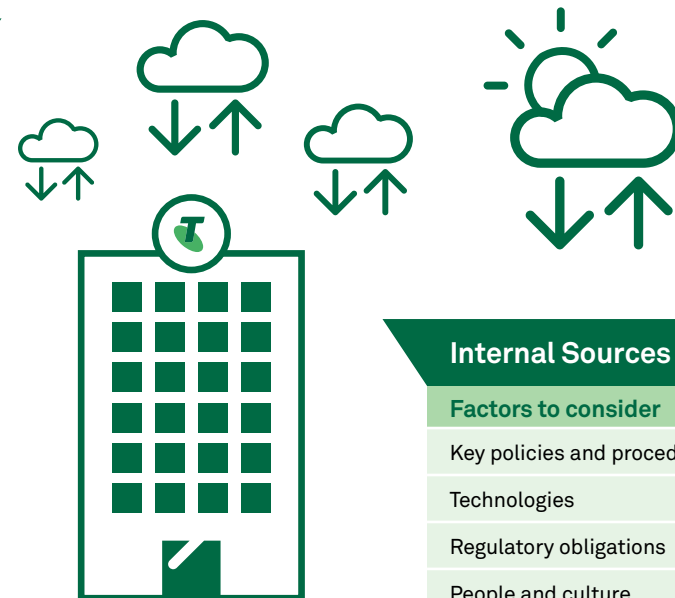 T
Internal Sources
Factors to consider
Key policies and proced
Technologies
Regulatory obligations
People and culture